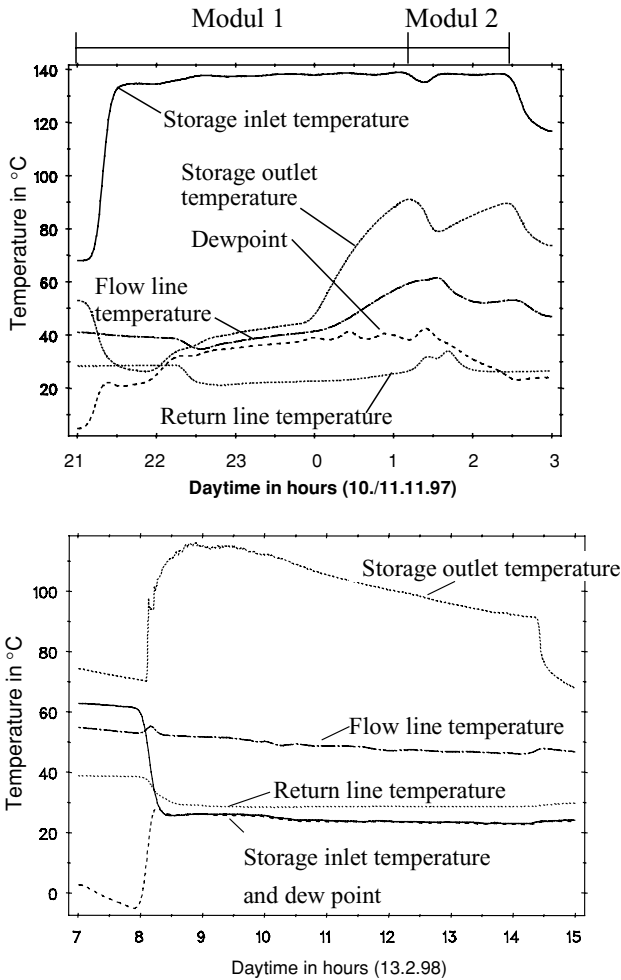 Modul 1 Modul 2
140
120
100
80
60
40
20
Temperature in °C
Storage inlet temperature
Storage outlet
temperature
Dewpoint
Flow line
temperature
Return line temperature
21 22 23 0 1 2 3
Daytime in hours (10./11.11.97)
100
80
60
40
20
0
Temperature in °C
Storage outlet temperature
Flow line temperature
Return line temperature
Storage inlet temperature
and dew point
7 8 9 10 11 12 13 14 15
Daytime in hours (13.2.98)